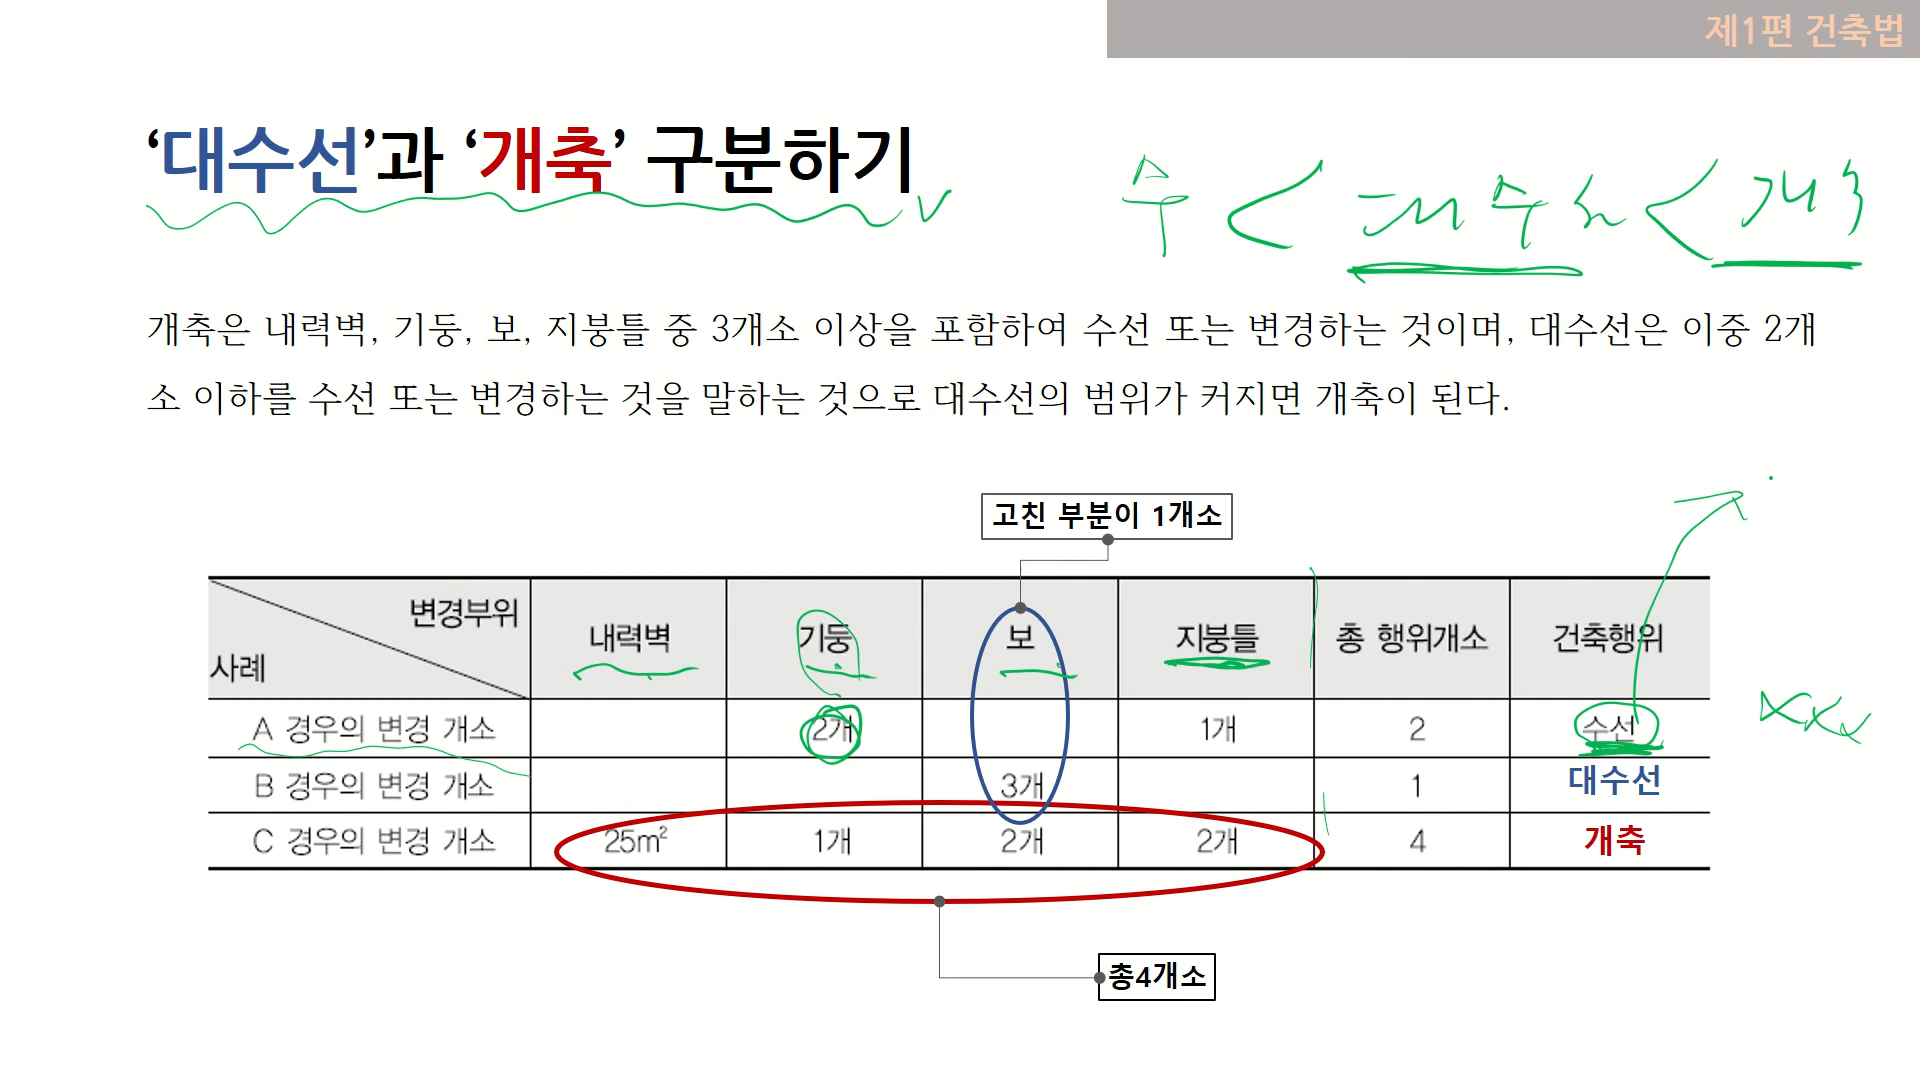 제1편 건축법
‘대수선’과 ‘개축’ 구분하기
수 < 대수선 < 개축
개축은 내력벽, 기둥, 보, 지붕틀 중 3개소 이상을 포함하여 수선 또는 변경하는 것이며, 대수선은 이중 2개
소 이하를 수선 또는 변경하는 것을 말하는 것으로 대수선의 범위가 커지면 개축이 된다.
고친 부분이 1개소
변경부위
사례
내력벽 기둥 보 지붕틀 총 행위개소 건축행위
A 경우의 변경 개소 2개 1개 2 수선
B 경우의 변경 개소 3개 1 대수선
C 경우의 변경 개소 25m² 1개 2개 2개 4 개축
총4개소